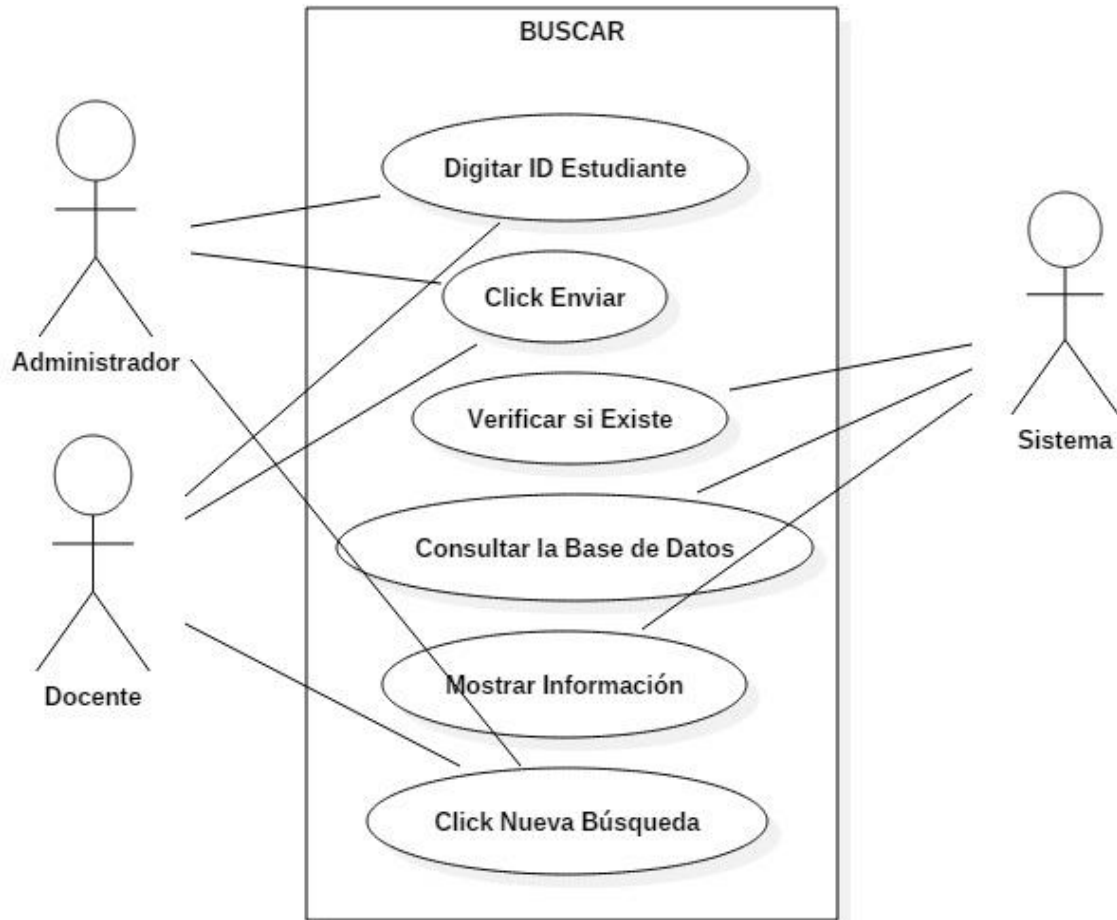 BUSCAR
Digitar ID Estudiante
Click Enviar
Administrador
Verificar si Existe
Sistema
Consultar la Base de Datos
Docente
Mostrar Información
Click Nueva Búsqueda